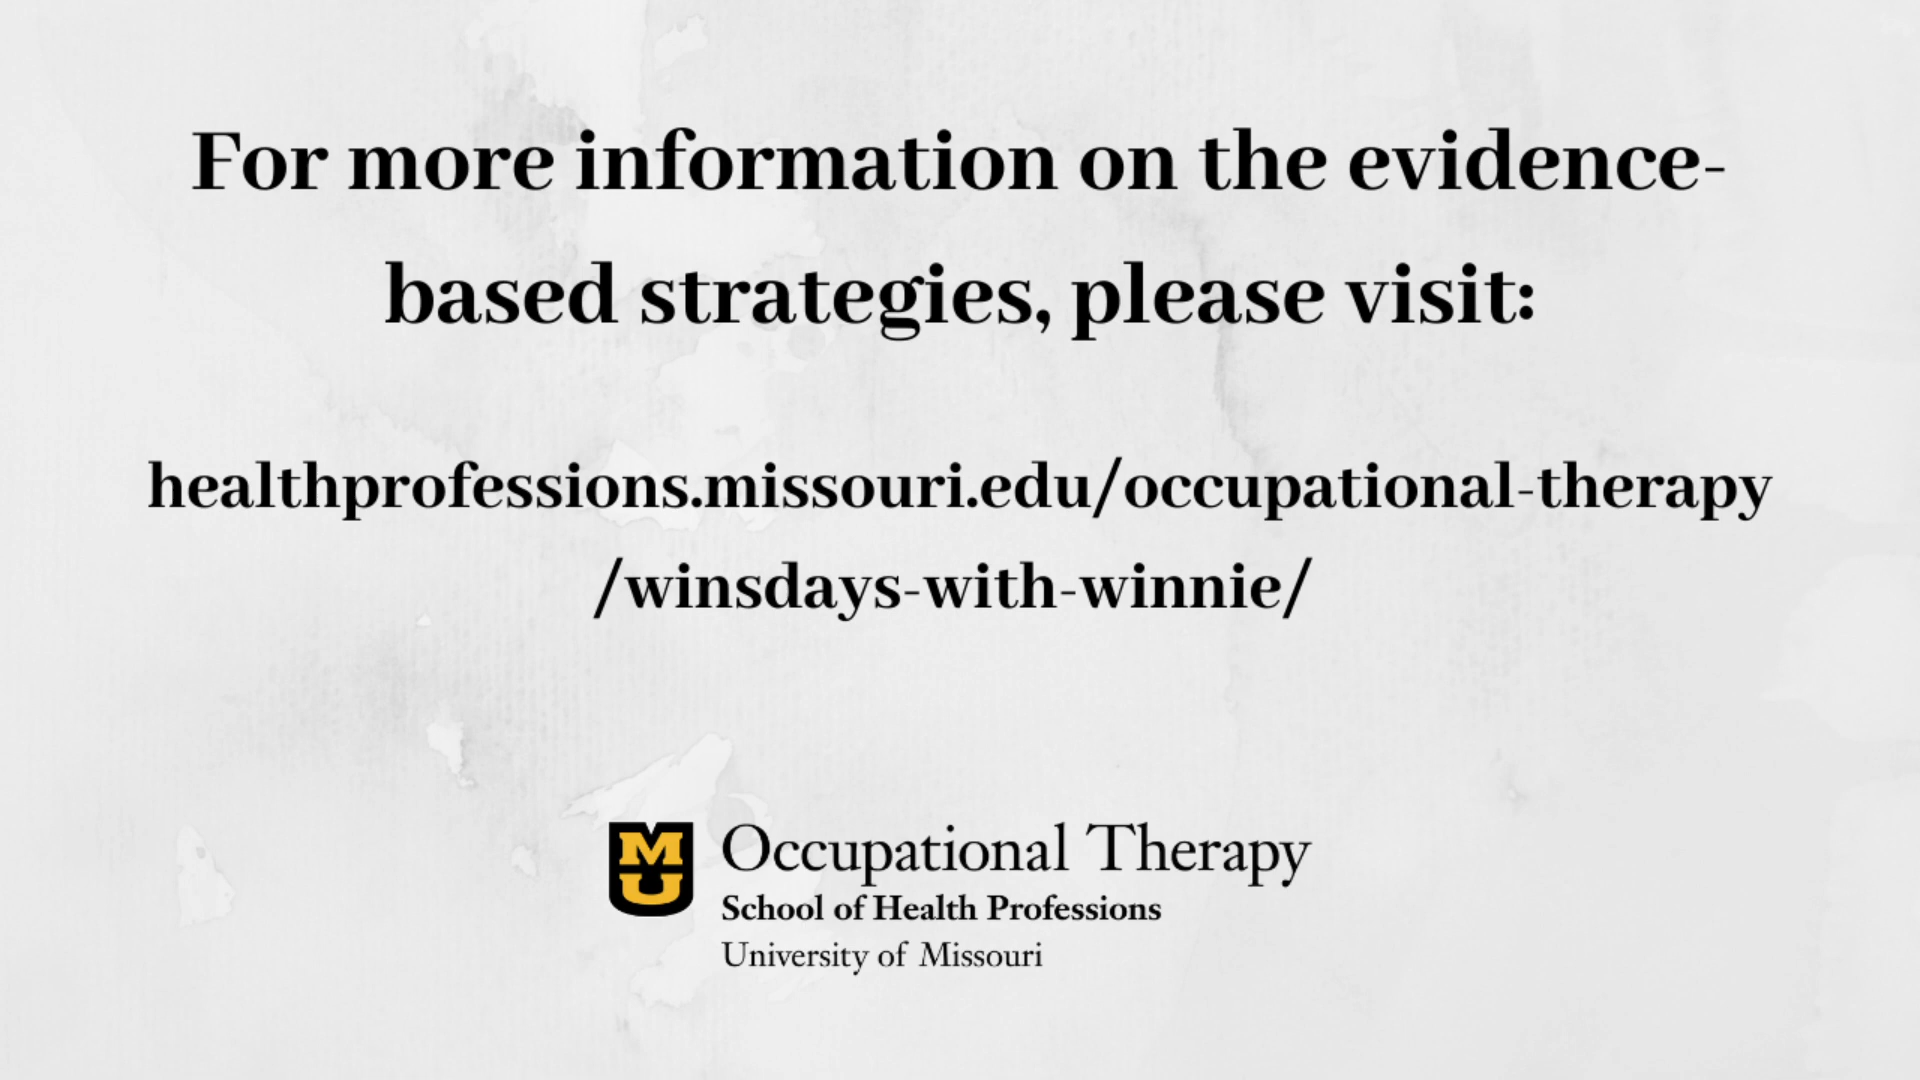 For more information on the evidence-
based strategies, please visit:
healthprofessions.missouri.edu/occupational-therapy
/winsdays-with-winnie/
MU
Occupational Therapy
School of Health Professions
University of Missouri